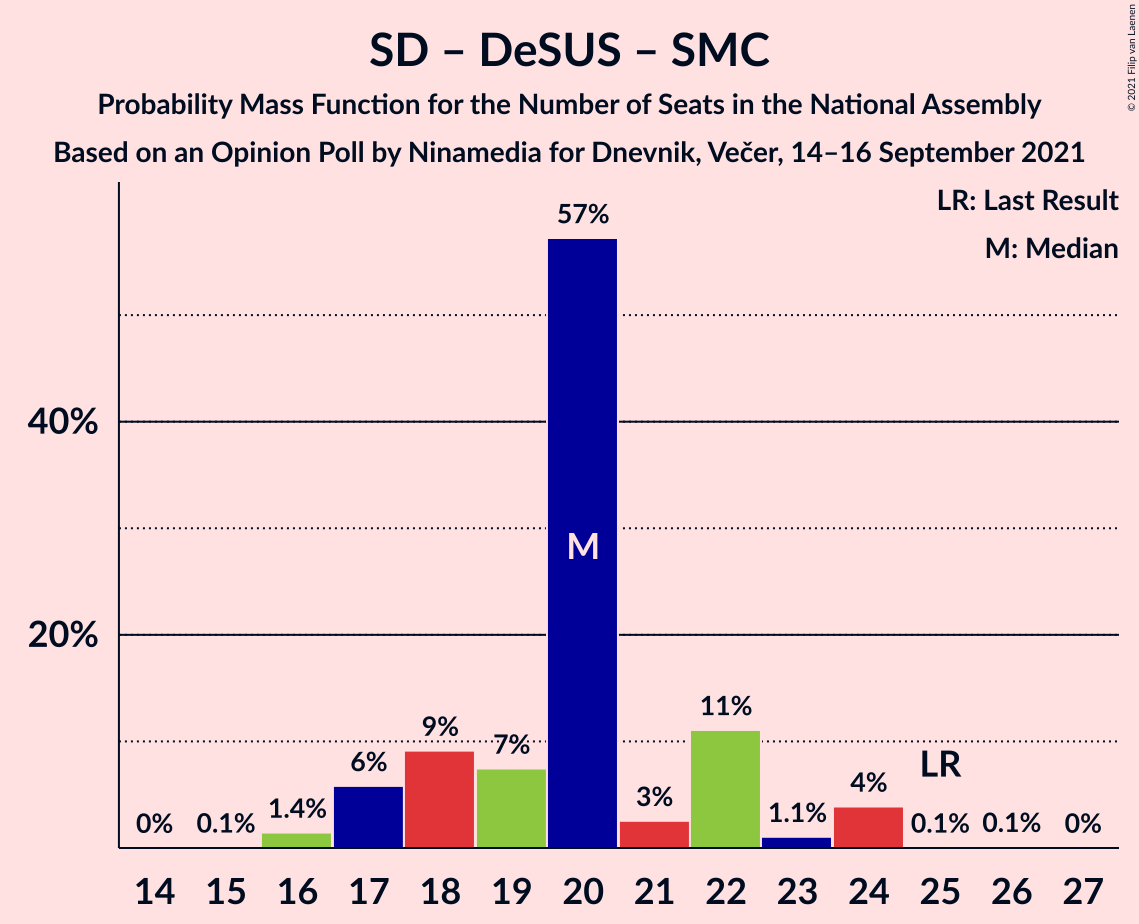 SD – DeSUS – SMC
Probability Mass Function for the Number of Seats in the National Assembly
Based on an Opinion Poll by Ninamedia for Dnevnik, Večer, 14–16 September 2021
© 2021 Filip van Laenen
LR: Last Result
M: Median
57%
40%
M
20%
11%
9%
7%
6%
LR
4%
3%
1.4%
1.1%
0%
0.1%
0.1%
0.1%
0%
14 15 16 17 18 19 20 21 22 23 24 25 26 27